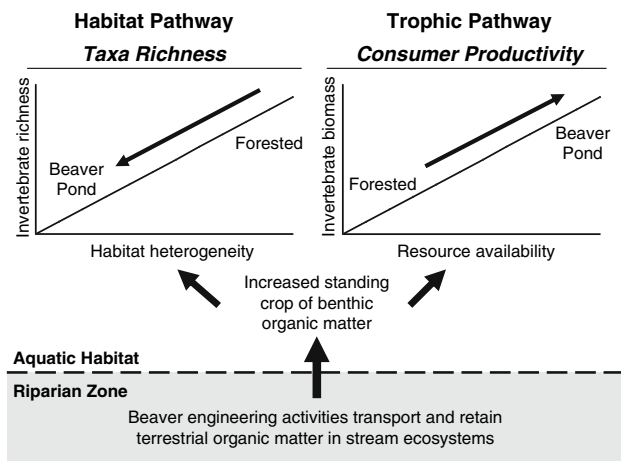 Habitat Pathway
Taxa Richness
Invertebrate richness
Forested
Beaver
Pond
Habitat heterogeneity
Trophic Pathway
Consumer Productivity
Invertebrate biomass
Beaver
Pond
Forested
Resource availability
Increased standing
crop of benthic
organic matter
Aquatic Habitat
Riparian Zone
Beaver engineering activities transport and retain
terrestrial organic matter in stream ecosystems